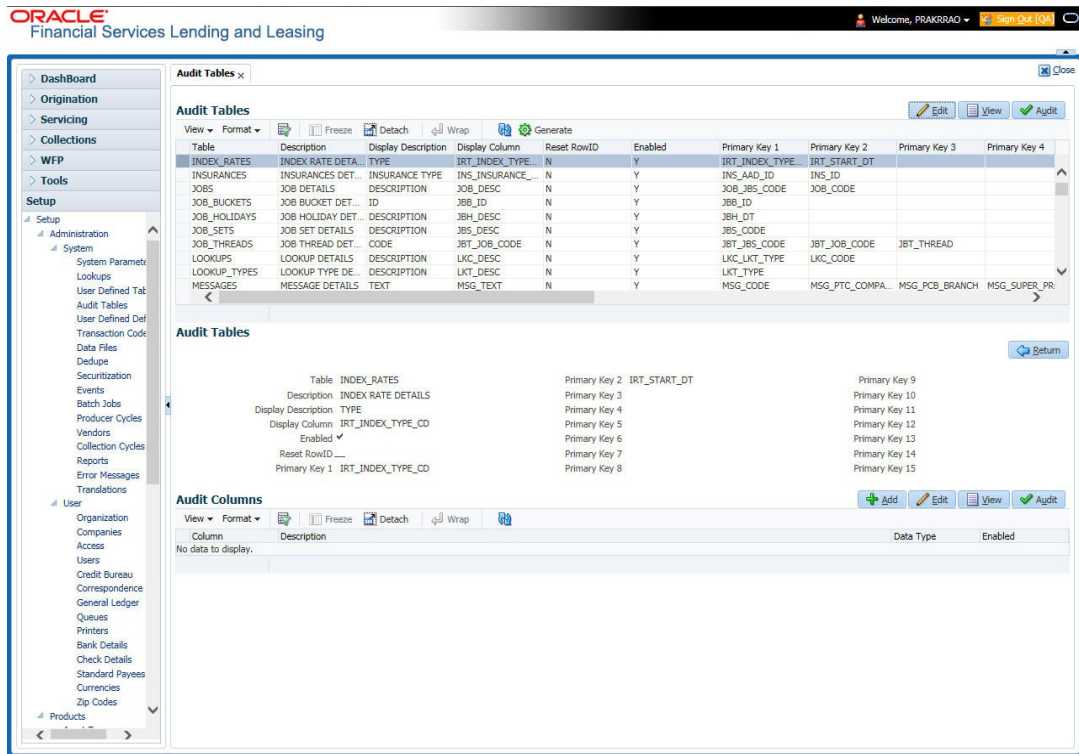 ORACLE
Financial Services Lending and Leasing
Welcome, PRAKRRAO
Sign Out [QA]
DashBoard
Origination
Servicing
Collections
WFP
Tools
Setup
Setup
Administration
System
System Paramete
Lookups
User Defined Tab
Audit Tables
User Defined Def
Transaction Code
Data Files
Dedupe
Securitization
Events
Batch Jobs
Producer Cycles
Vendors
Collection Cycles
Reports
Error Messages
Translations
User
Organization
Companies
Access
Users
Credit Bureau
Correspondence
General Ledger
Queues
Printers
Bank Details
Check Details
Standard Payees
Currencies
Zip Codes
Products
Audit Tables
Close
Audit Tables
Edit View Audit
View Format Freeze Detach Wrap Generate
Table Description Display Description Display Column Reset RowID Enabled Primary Key 1 Primary Key 2 Primary Key 3 Primary Key 4
INDEX_RATES INDEX RATE DETA... TYPE IRT_INDEX_TYPE... N Y IRT_INDEX_TYPE... IRT_START_DT
INSURANCES INSURANCES DET... INSURANCE TYPE INS_INSURANCE_... N Y INS_AAD_ID INS_ID
JOBS JOB DETAILS DESCRIPTION JOB_DESC N Y JOB_JBS_CODE JOB_CODE
JOB_BUCKETS JOB BUCKET DET... ID JBB_ID N Y JBB_ID
JOB_HOLIDAYS JOB HOLIDAY DET... DESCRIPTION JBH_DESC N Y JBH_DT
JOB_SETS JOB SET DETAILS DESCRIPTION JBS_DESC N Y JBS_CODE
JOB_THREADS JOB THREAD DET... CODE JBT_JOB_CODE N Y JBT_JBS_CODE JBT_JOB_CODE JBT_THREAD
LOOKUPS LOOKUP DETAILS DESCRIPTION LKC_DESC N Y LKC_LKT_TYPE LKC_CODE
LOOKUP_TYPES LOOKUP TYPE DE... DESCRIPTION LKT_DESC N Y LKT_TYPE
MESSAGES MESSAGE DETAILS TEXT MSG_TEXT N Y MSG_CODE MSG_PTC_COMPA... MSG_PCB_BRANCH MSG_SUPER_PR
Audit Tables
Return
Table INDEX_RATES Primary Key 2 IRT_START_DT Primary Key 9
Description INDEX RATE DETAILS Primary Key 3 Primary Key 10
Display Description TYPE Primary Key 4 Primary Key 11
Display Column IRT_INDEX_TYPE_CD Primary Key 5 Primary Key 12
Enabled Primary Key 6 Primary Key 13
Reset RowID Primary Key 7 Primary Key 14
Primary Key 1 IRT_INDEX_TYPE_CD Primary Key 8 Primary Key 15
Audit Columns
Add Edit View Audit
View Format Freeze Detach Wrap
Column Description Data Type Enabled
No data to display.